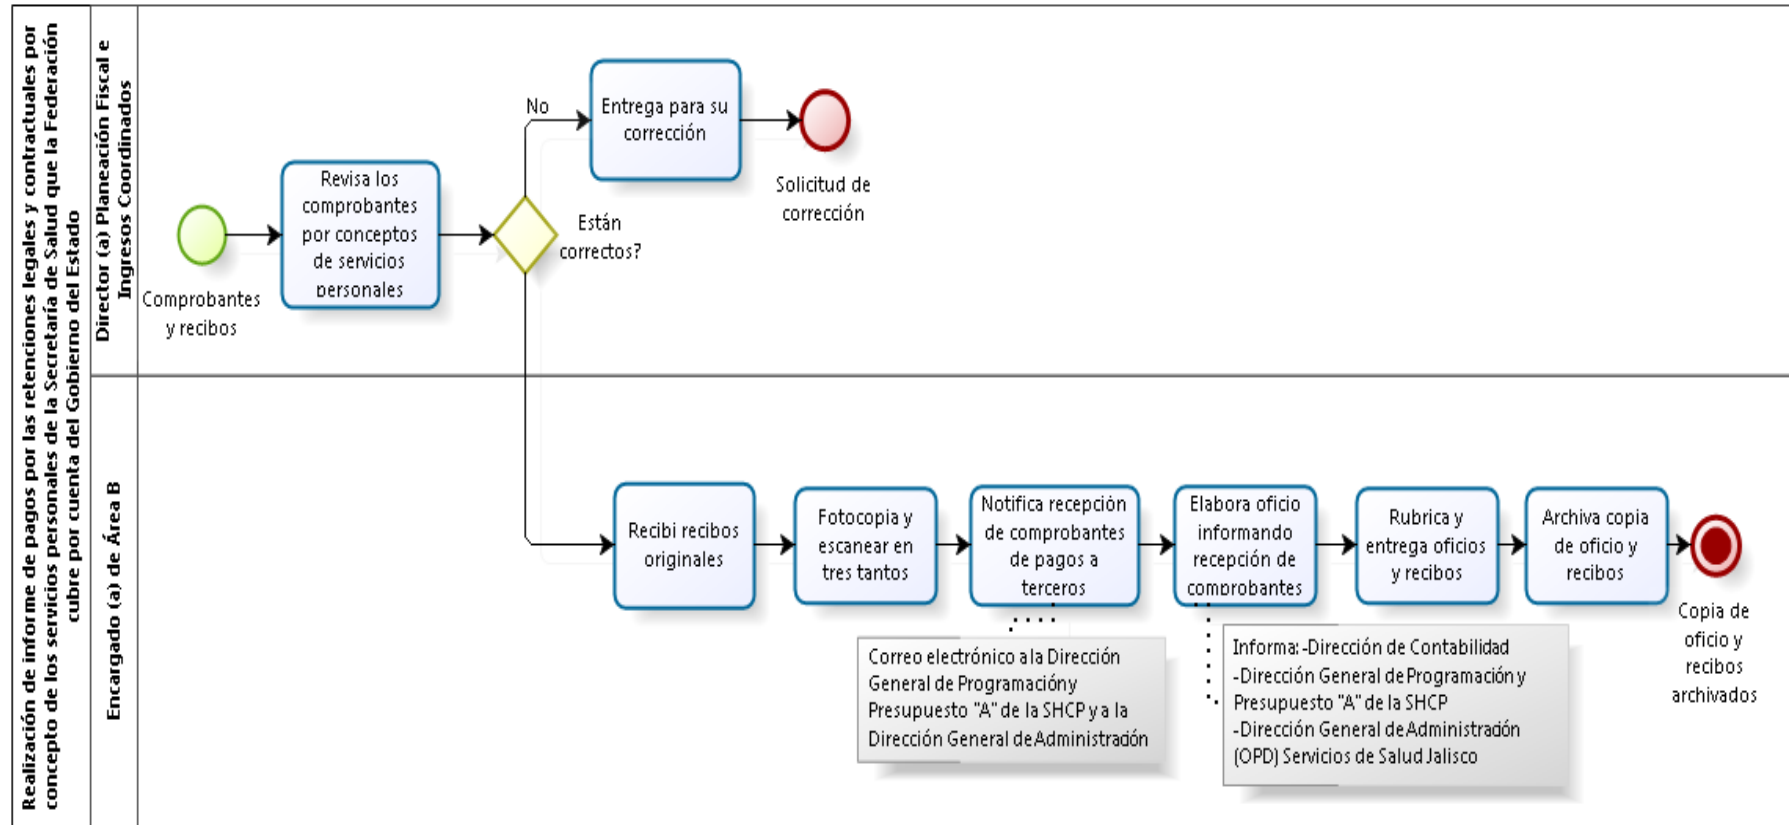 Realización de informe de pagos por las retenciones legales y contractuales por
concepto de los servicios personales de la Secretaría de Salud que la Federación
cubre por cuenta del Gobierno del Estado
Director (a) Planeación Fiscal e
Ingresos Coordinados
Comprobantes
y recibos
Revisa los
comprobantes
por conceptos
de servicios
personales
Están
correctos?
No
Entrega para su
corrección
Solicitud de
corrección
Encargado (a) de Área B
Recibi recibos
originales
Fotocopia y
escanear en
tres tantos
Notifica recepción
de comprobantes
de pagos a
terceros
Elabora oficio
informando
recepción de
comprobantes
Rubrica y
entrega oficios
y recibos
Archiva copia
de oficio y
recibos
Copia de
oficio y
recibos
archivados
Correo electrónico a la Dirección
General de Programación y
Presupuesto "A" de la SHCP y a la
Dirección General de Administración
Informa: -Dirección de Contabilidad
-Dirección General de Programación y
Presupuesto "A" de la SHCP
-Dirección General de Administración
(OPD) Servicios de Salud Jalisco